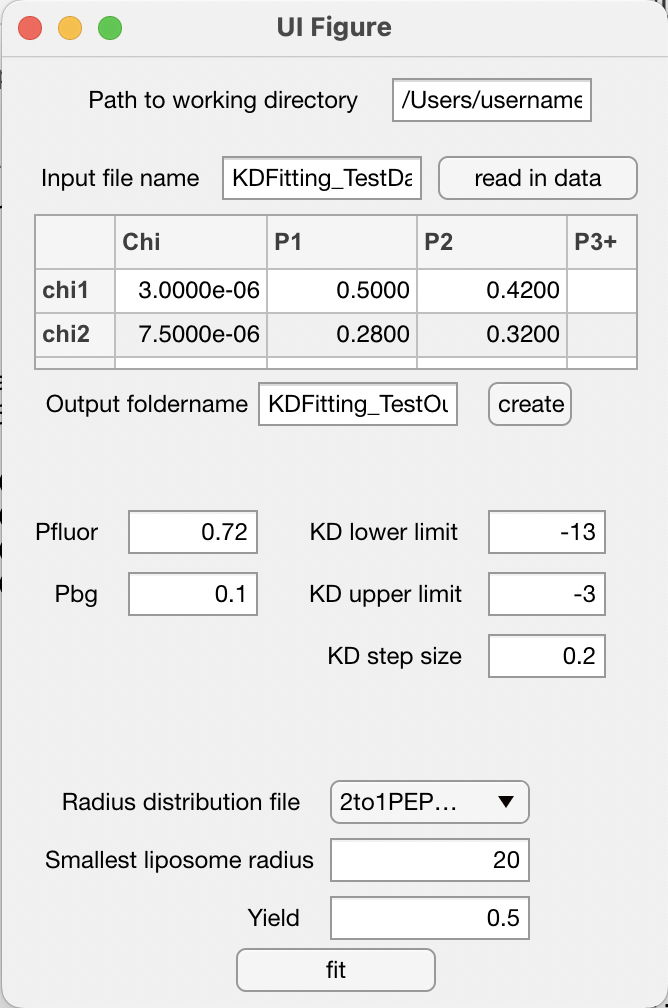 UI Figure
Path to working directory /Users/username
Input file name KDFitting_TestDa read in data
Chi P1 P2 P3+
chi1 3.0000e-06 0.5000 0.4200
chi2 7.5000e-06 0.2800 0.3200
Output foldername KDFitting_TestOu create
Pfluor 0.72 KD lower limit -13
Pbg 0.1 KD upper limit -3
KD step size 0.2
Radius distribution file 2to1PEP...
Smallest liposome radius 20
Yield 0.5
fit